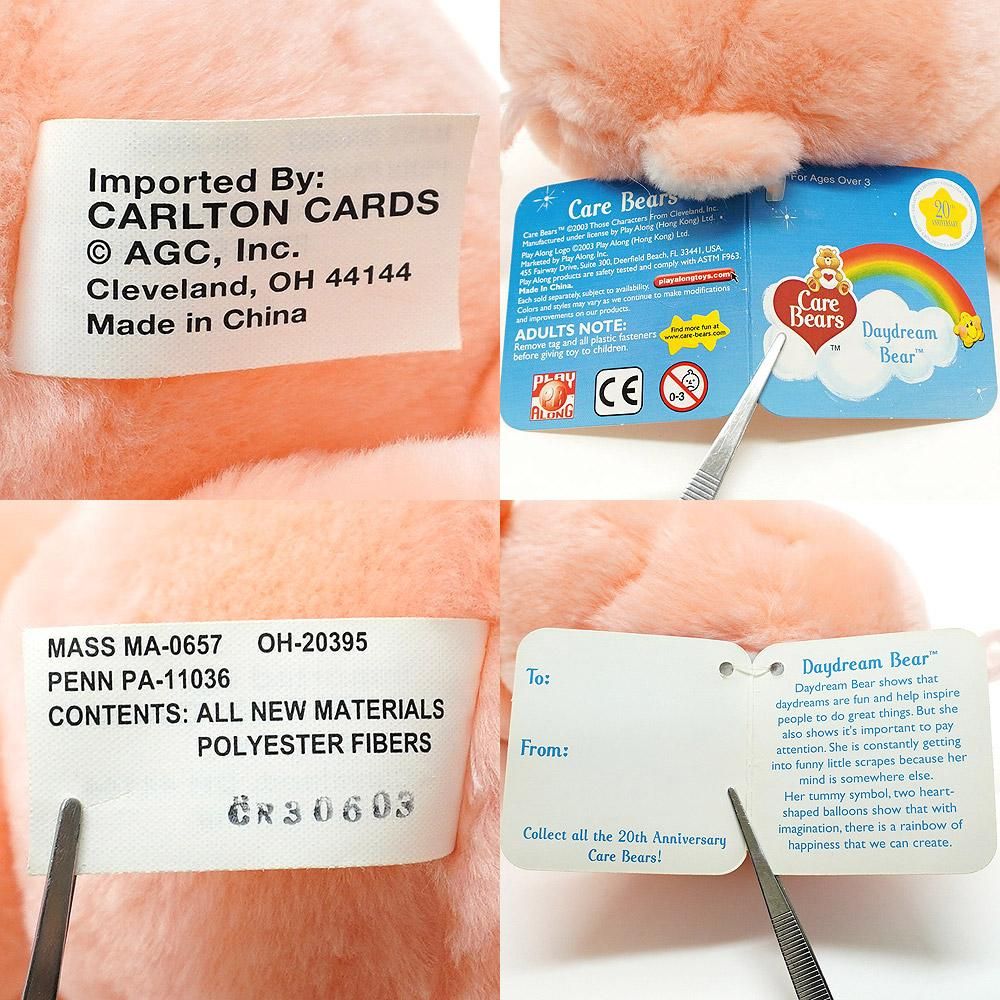 Imported By:
CARLTON CARDS
© AGC, Inc.
Cleveland, OH 44144
Made in China
Care Bears
Care Bears™ ©2003 Those Characters From Cleveland, Inc.
Manufactured under license by Play Along (Hong Kong) Ltd.
Play Along Logo ©2003 Play Along (Hong Kong) Ltd.
Marketed by Play Along, Inc.
455 Fairway Drive, Suite 300, Deerfield Beach, FL 33441, USA.
Play Along products are safety tested and comply with ASTM F963.
Made In China.
playalongtoys.com
Each sold separately, subject to availability.
Colors and styles may vary as we continue to make modifications
and improvements on our products.
ADULTS NOTE:
Remove tag and all plastic fasteners
before giving toy to children.
Find more fun at
www.care-bears.com
PLAY
PA
ALONG
CE
0-3
For Ages Over 3
20th
ANNIVERSARY
Care
Bears
TM
Daydream
Bear™
MASS MA-0657 OH-20395
PENN PA-11036
CONTENTS: ALL NEW MATERIALS
POLYESTER FIBERS
CR30603
To:
From:
Collect all the 20th Anniversary
Care Bears!
Daydream Bear™
Daydream Bear shows that
daydreams are fun and help inspire
people to do great things. But she
also shows it's important to pay
attention. She is constantly getting
into funny little scrapes because her
mind is somewhere else.
Her tummy symbol, two heart-
shaped balloons show that with
imagination, there is a rainbow of
happiness that we can create.